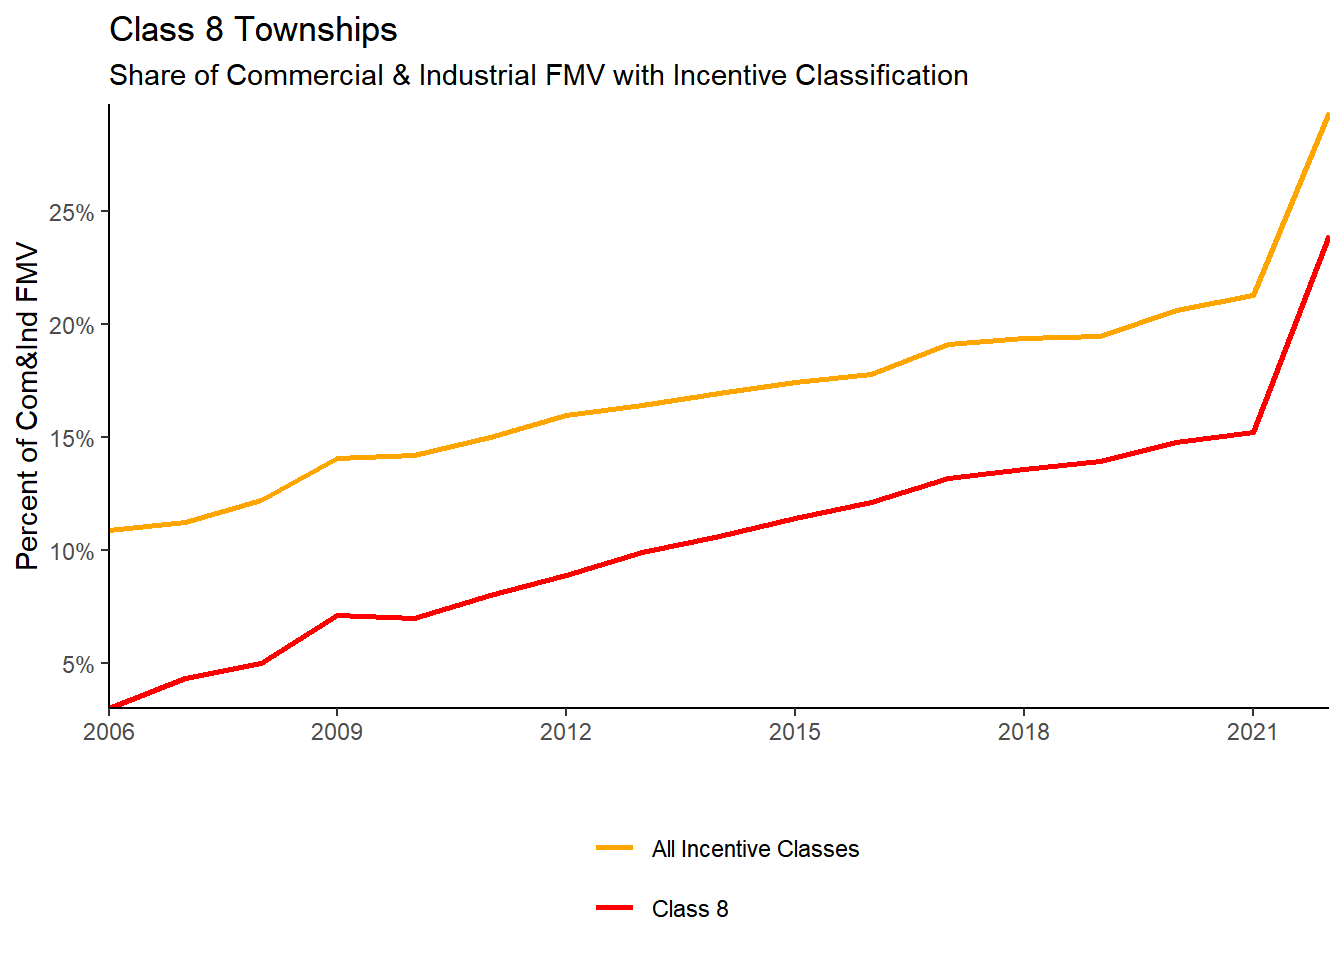 Class 8 Townships
Share of Commercial & Industrial FMV with Incentive Classification
Percent of Com&Ind FMV
25%
20%
15%
10%
5%
2006 2009 2012 2015 2018 2021
All Incentive Classes
Class 8